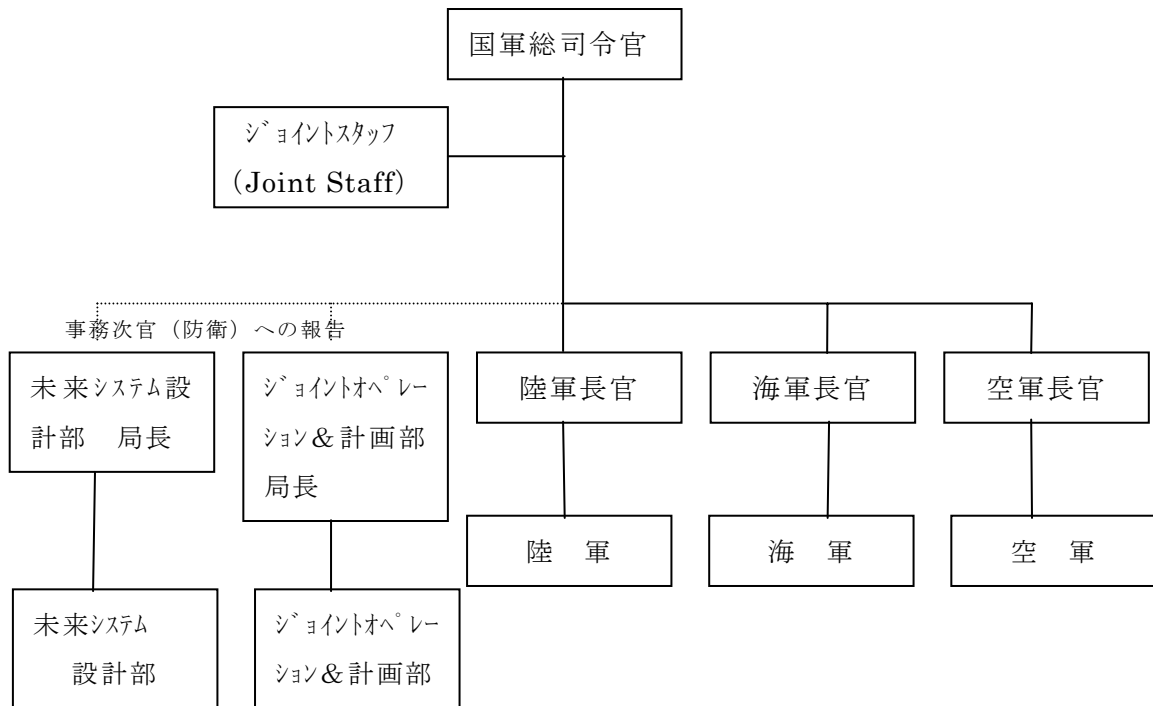 国軍総司令官
ｼﾞｮｲﾝﾄｽﾀｯﾌ
(Joint Staff)
事務次官（防衛）への報告
未来ｼｽﾃﾑ設
計部　局長
ｼﾞｮｲﾝﾄｵﾍﾟﾚｰ
ｼｮﾝ＆計画部
局長
陸軍長官
海軍長官
空軍長官
陸　軍
海　軍
空　軍
未来ｼｽﾃﾑ
設計部
ｼﾞｮｲﾝﾄｵﾍﾟﾚｰ
ｼｮﾝ＆計画部